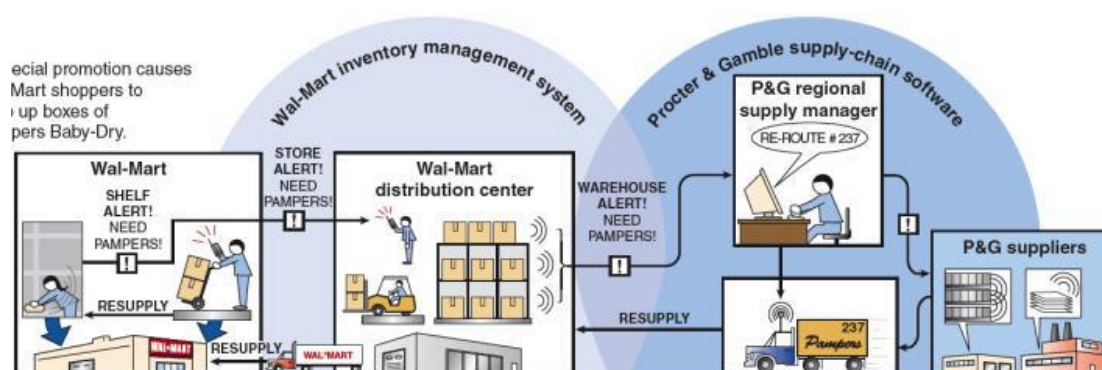 Wal-Mart inventory management system
Procter & Gamble supply-chain software
ecial promotion causes
Mart shoppers to
up boxes of
pers Baby-Dry.
Wal-Mart
SHELF
ALERT!
NEED
PAMPERS!
!
RESUPPLY
WAL-MART
STORE
ALERT!
NEED
PAMPERS!
!
RESUPPLY
WAL*MART
Wal-Mart
distribution center
WAREHOUSE
ALERT!
NEED
PAMPERS!
!
RESUPPLY
P&G regional
supply manager
RE-ROUTE # 237
!
237
Pampers
P&G suppliers